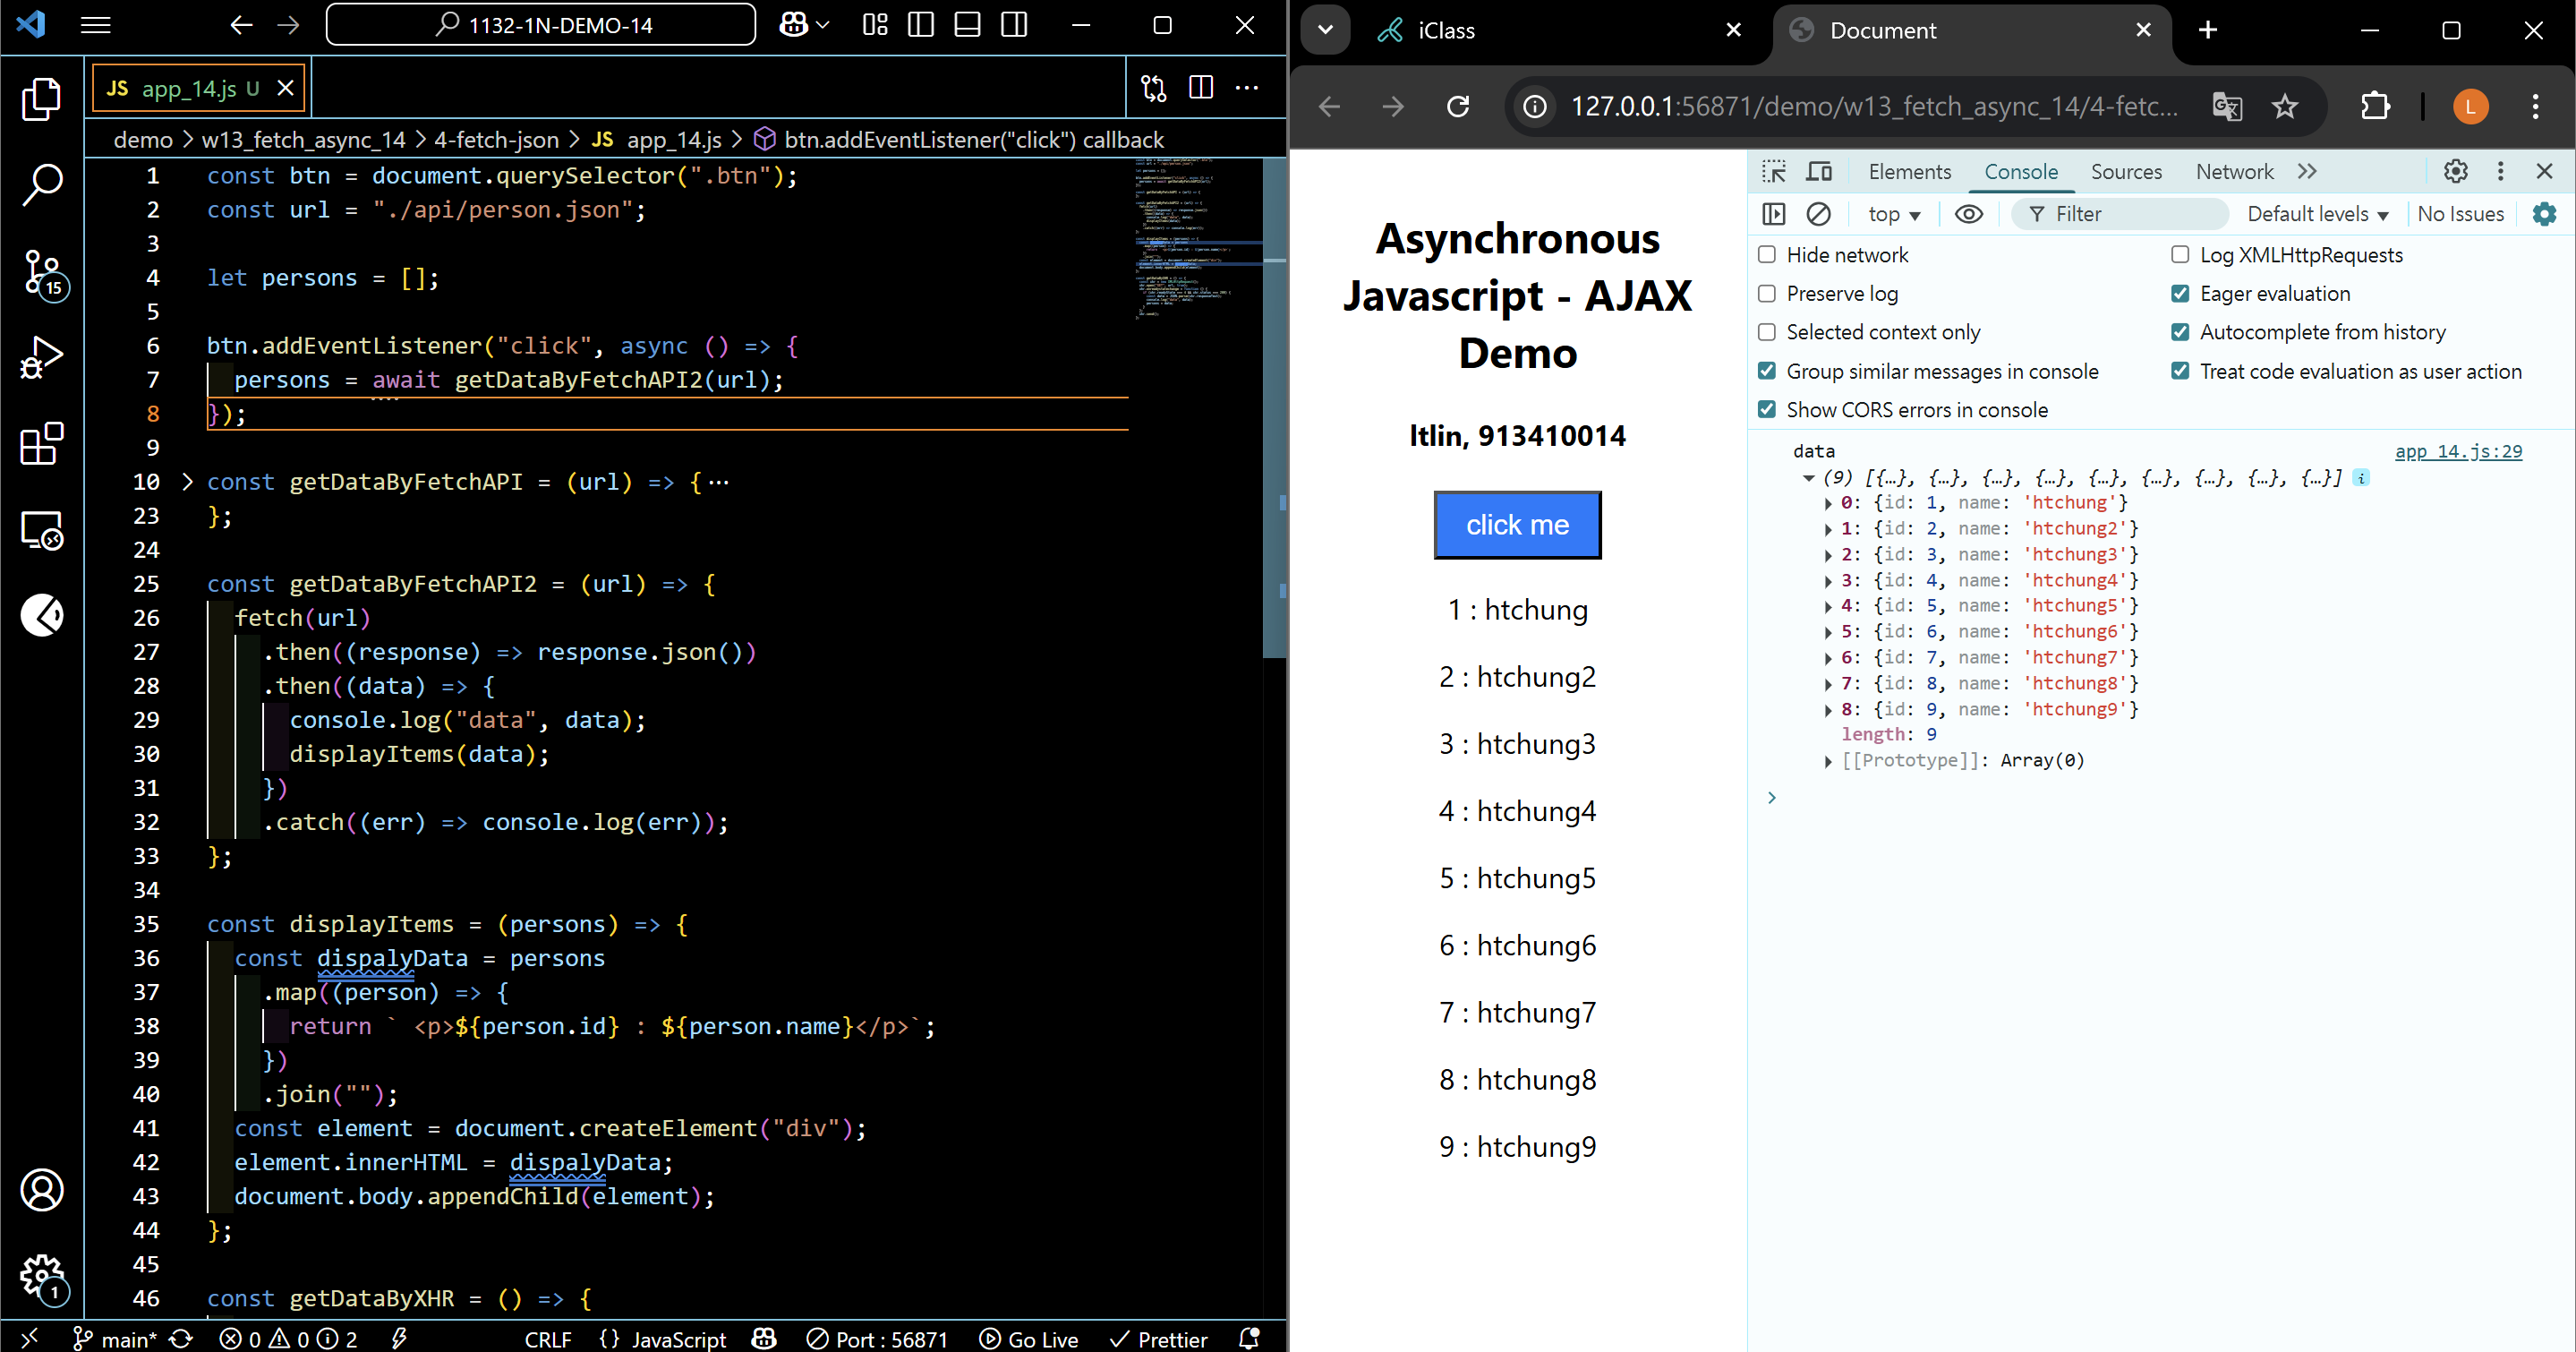 1132-1N-DEMO-14
JS app_14.js U
demo > w13_fetch_async_14 > 4-fetch-json > JS app_14.js > btn.addEventListener("click") callback
1 const btn = document.querySelector(".btn");
2 const url = "./api/person.json";
3
4 let persons = [];
5
6 btn.addEventListener("click", async () => {
7 persons = await getDataByFetchAPI2(url);
8 });
9
10 const getDataByFetchAPI = (url) => {···
23 };
24
25 const getDataByFetchAPI2 = (url) => {
26 fetch(url)
27 .then((response) => response.json())
28 .then((data) => {
29 console.log("data", data);
30 displayItems(data);
31 })
32 .catch((err) => console.log(err));
33 };
34
35 const displayItems = (persons) => {
36 const dispalyData = persons
37 .map((person) => {
38 return ` <p>${person.id} : ${person.name}</p>`;
39 })
40 .join("");
41 const element = document.createElement("div");
42 element.innerHTML = dispalyData;
43 document.body.appendChild(element);
44 };
45
46 const getDataByXHR = () => {
15
1
main* 0 0 2 CRLF {} JavaScript Port : 56871 Go Live Prettier
iClass
Document
127.0.0.1:56871/demo/w13_fetch_async_14/4-fetc...
L
Asynchronous
Javascript - AJAX
Demo
ltlin, 913410014
click me
1 : htchung
2 : htchung2
3 : htchung3
4 : htchung4
5 : htchung5
6 : htchung6
7 : htchung7
8 : htchung8
9 : htchung9
Elements Console Sources Network
top Filter Default levels No Issues
Hide network Log XMLHttpRequests
Preserve log Eager evaluation
Selected context only Autocomplete from history
Group similar messages in console Treat code evaluation as user action
Show CORS errors in console
data app_14.js:29
(9) [{…}, {…}, {…}, {…}, {…}, {…}, {…}, {…}, {…}] i
0: {id: 1, name: 'htchung'}
1: {id: 2, name: 'htchung2'}
2: {id: 3, name: 'htchung3'}
3: {id: 4, name: 'htchung4'}
4: {id: 5, name: 'htchung5'}
5: {id: 6, name: 'htchung6'}
6: {id: 7, name: 'htchung7'}
7: {id: 8, name: 'htchung8'}
8: {id: 9, name: 'htchung9'}
length: 9
[[Prototype]]: Array(0)